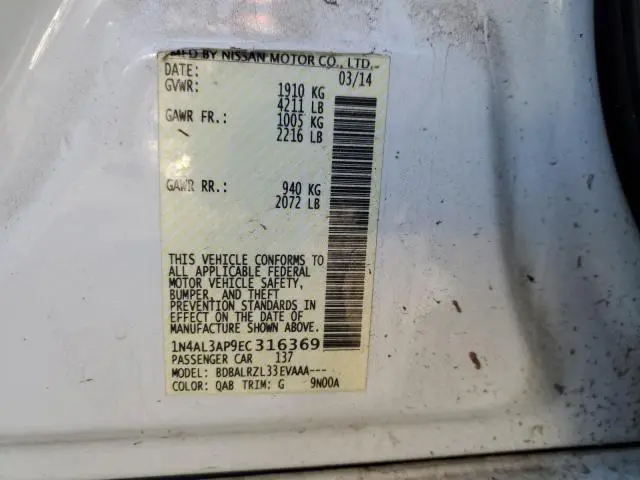 MFD BY NISSAN MOTOR CO., LTD.
DATE: 03/14
GVWR: 1910 KG
4211 LB
GAWR FR.: 1005 KG
2216 LB
GAWR RR.: 940 KG
2072 LB
THIS VEHICLE CONFORMS TO
ALL APPLICABLE FEDERAL
MOTOR VEHICLE SAFETY,
BUMPER, AND THEFT
PREVENTION STANDARDS IN
EFFECT ON THE DATE OF
MANUFACTURE SHOWN ABOVE.
1N4AL3AP9EC316369
PASSENGER CAR 137
MODEL: BDBALRZL33EVAAA---
COLOR: QAB TRIM: G 9N00A